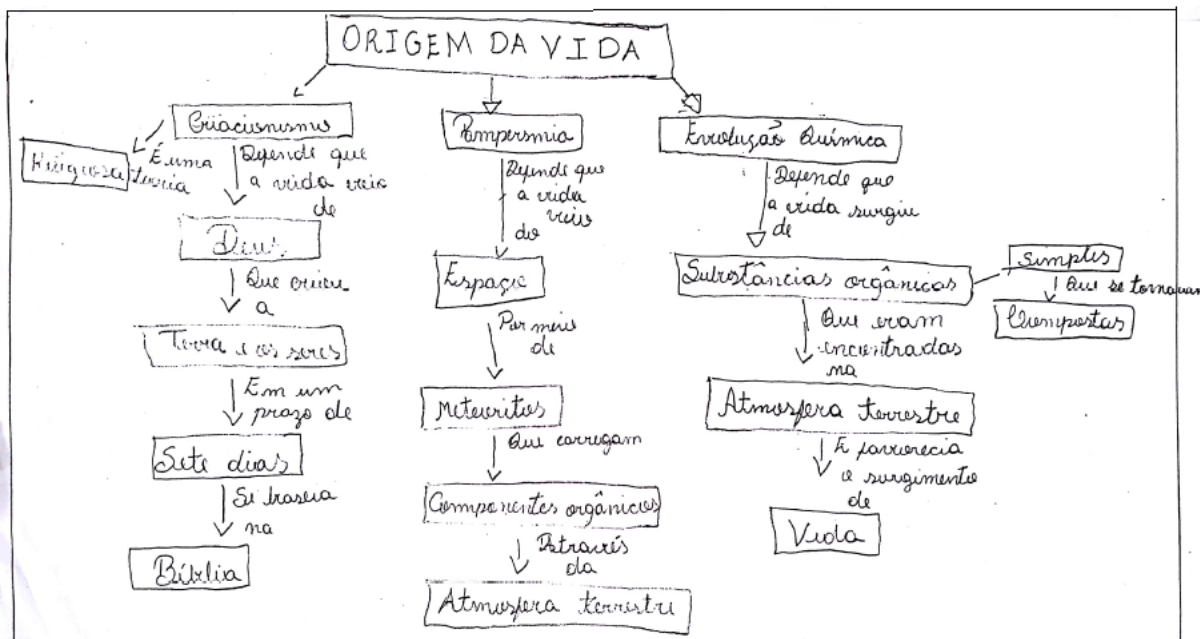 ORIGEM DA VIDA
Criacionismo
Religiosa
É uma
teoria
Defende que
a vida veio
de
Deus
Que criou
a
Terra e os seres
Em um
prazo de
Sete dias
Se baseia
na
Bíblia
Pampersmia
Defende que
a vida
veio
do
Espaço
Por meio
de
Meteoritos
Que carregam
Componentes orgânicos
Através
da
Atmosfera terrestre
Evolução Química
Defende que
a vida surgiu
de
Substâncias orgânicas
Simples
Que se tornavam
Compostas
Que eram
encontradas
na
Atmosfera terrestre
E favorecia
o surgimento
de
Vida